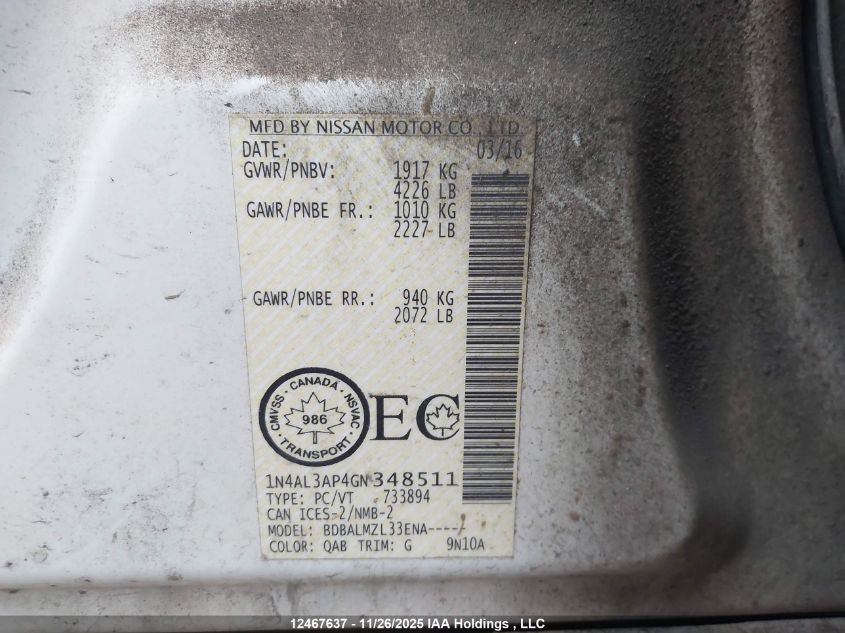 MFD BY NISSAN MOTOR CO., LTD.
DATE: 03/16
GVWR/PNBV: 1917 KG
4226 LB
GAWR/PNBE FR.: 1010 KG
2227 LB
GAWR/PNBE RR.: 940 KG
2072 LB
CMVSS · CANADA · NSVAC
986
· TRANSPORT ·
EC
1N4AL3AP4GN348511
TYPE: PC/VT 733894
CAN ICES-2/NMB-2
MODEL: BDBALMZL33ENA----/
COLOR: QAB TRIM: G 9N10A
12467637 - 11/26/2025 IAA Holdings , LLC